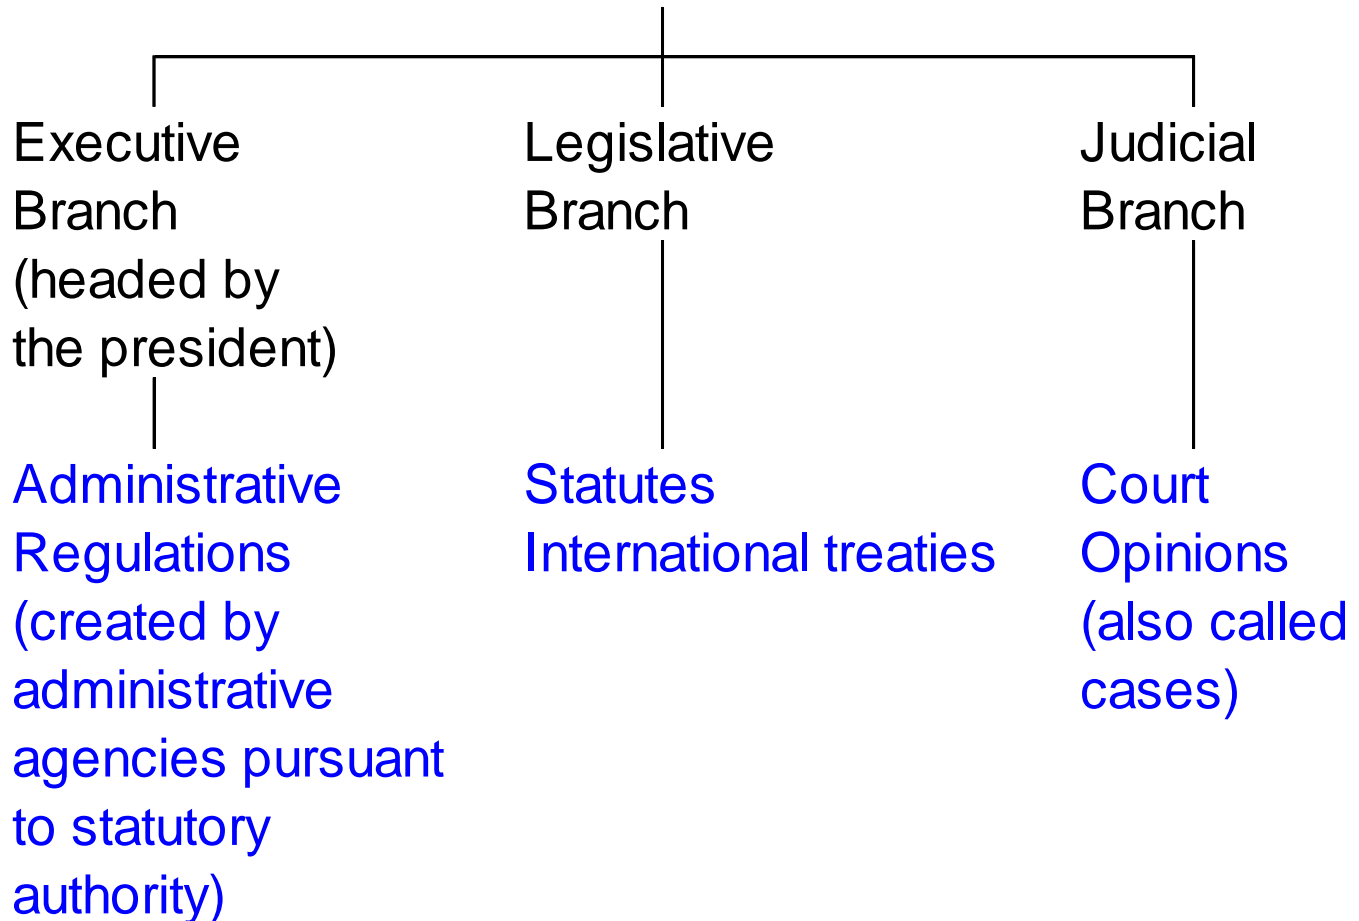 Executive
Branch
(headed by
the president)
Legislative
Branch
Judicial
Branch
Administrative
Regulations
(created by
administrative
agencies pursuant
to statutory
authority)
Statutes
International treaties
Court
Opinions
(also called
cases)